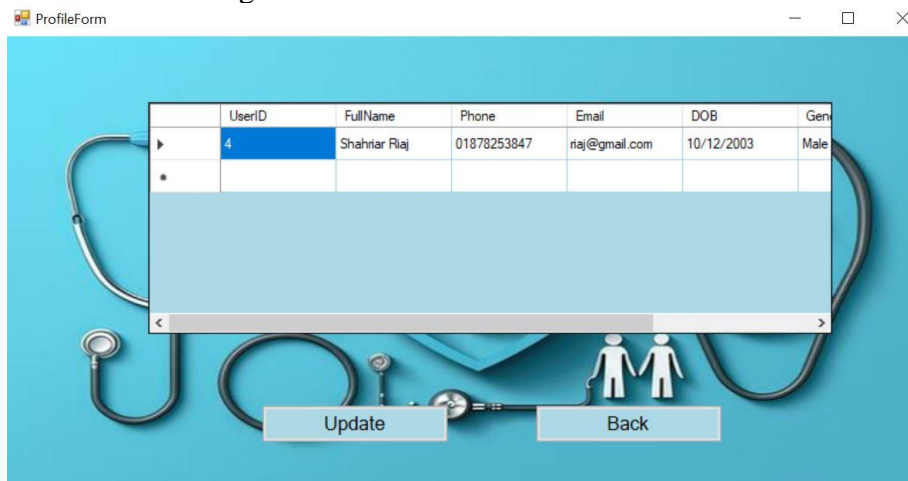 ProfileForm
UserID FullName Phone Email DOB Gen
4 Shahriar Riaj 01878253847 riaj@gmail.com 10/12/2003 Male
Update Back